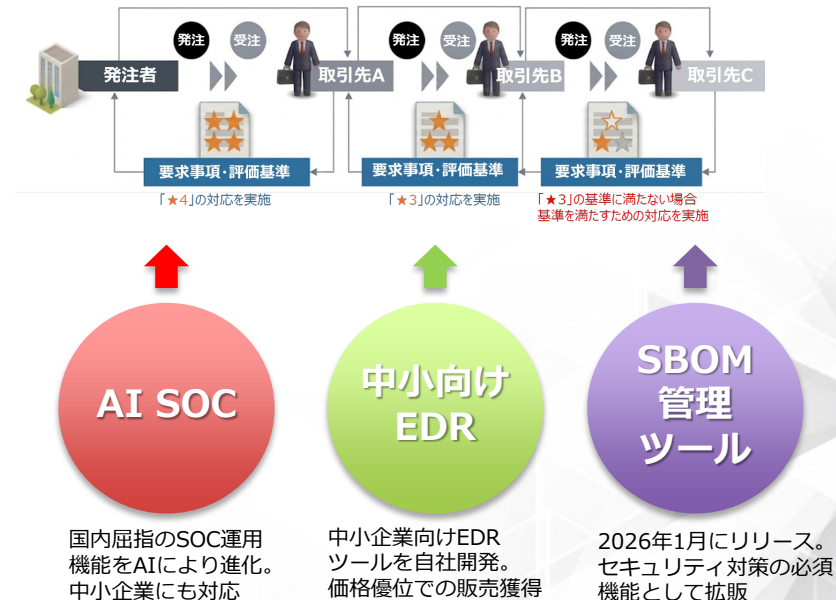 発注 受注 発注 受注 発注 受注
発注者 取引先A 取引先B 取引先C
要求事項・評価基準 要求事項・評価基準 要求事項・評価基準
「★4」の対応を実施
「★3」の対応を実施
「★3」の基準に満たない場合
基準を満たすための対応を実施
AI SOC
中小向け
EDR
SBOM
管理
ツール
国内屈指のSOC運用
機能をAIにより進化。
中小企業にも対応
中小企業向けEDR
ツールを自社開発。
価格優位での販売獲得
2026年1月にリリース。
セキュリティ対策の必須
機能として拡販